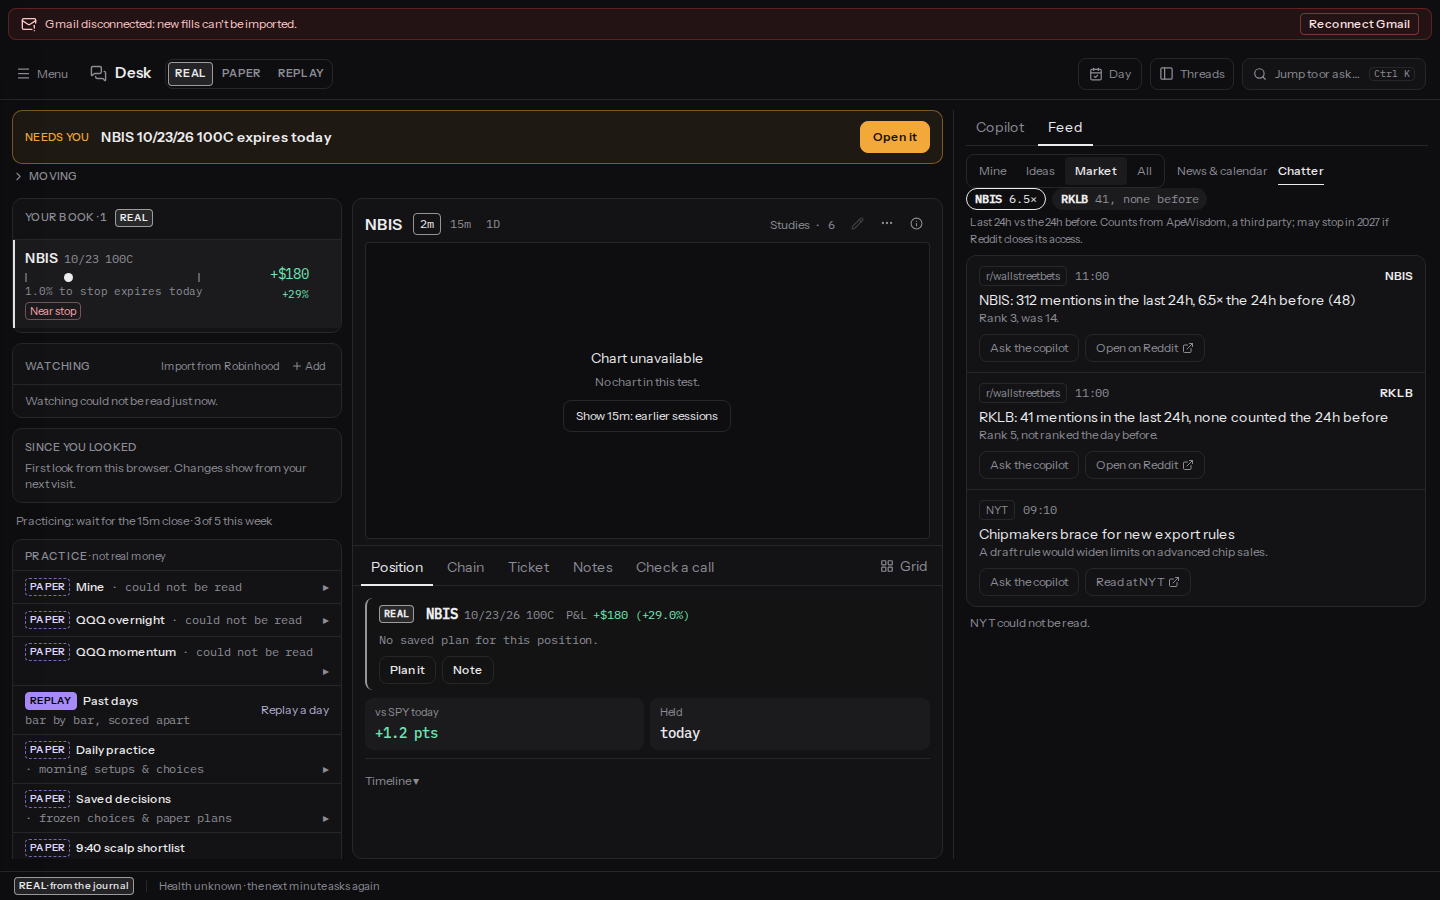 Gmail disconnected: new fills can't be imported.
Reconnect Gmail
Menu
Desk
REAL PAPER REPLAY
Day
Threads
Jump to or ask... Ctrl K
NEEDS YOU NBIS 10/23/26 100C expires today
Open it
MOVING
YOUR BOOK · 1 REAL
NBIS 10/23 100C
+$180
1.0% to stop expires today
+29%
Near stop
WATCHING
Import from Robinhood
+ Add
Watching could not be read just now.
SINCE YOU LOOKED
First look from this browser. Changes show from your
next visit.
Practicing: wait for the 15m close · 3 of 5 this week
PRACTICE · not real money
PAPER Mine · could not be read
PAPER QQQ overnight · could not be read
PAPER QQQ momentum · could not be read
REPLAY Past days
bar by bar, scored apart
Replay a day
PAPER Daily practice
· morning setups & choices
PAPER Saved decisions
· frozen choices & paper plans
PAPER 9:40 scalp shortlist
NBIS 2m 15m 1D
Studies · 6
Chart unavailable
No chart in this test.
Show 15m: earlier sessions
Position Chain Ticket Notes Check a call
Grid
REAL NBIS 10/23/26 100C P&L +$180 (+29.0%)
No saved plan for this position.
Plan it
Note
vs SPY today
+1.2 pts
Held
today
Timeline ▾
Copilot Feed
Mine Ideas Market All News & calendar Chatter
NBIS 6.5× RKLB 41, none before
Last 24h vs the 24h before. Counts from ApeWisdom, a third party; may stop in 2027 if
Reddit closes its access.
r/wallstreetbets 11:00 NBIS
NBIS: 312 mentions in the last 24h, 6.5× the 24h before (48)
Rank 3, was 14.
Ask the copilot
Open on Reddit
r/wallstreetbets 11:00 RKLB
RKLB: 41 mentions in the last 24h, none counted the 24h before
Rank 5, not ranked the day before.
Ask the copilot
Open on Reddit
NYT 09:10
Chipmakers brace for new export rules
A draft rule would widen limits on advanced chip sales.
Ask the copilot
Read at NYT
NYT could not be read.
REAL · from the journal
Health unknown · the next minute asks again